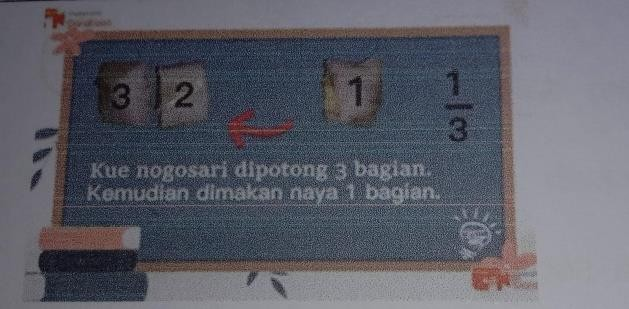 3 2 1 1/3
Kue nogosari dipotong 3 bagian.
Kemudian dimakan naya 1 bagian.